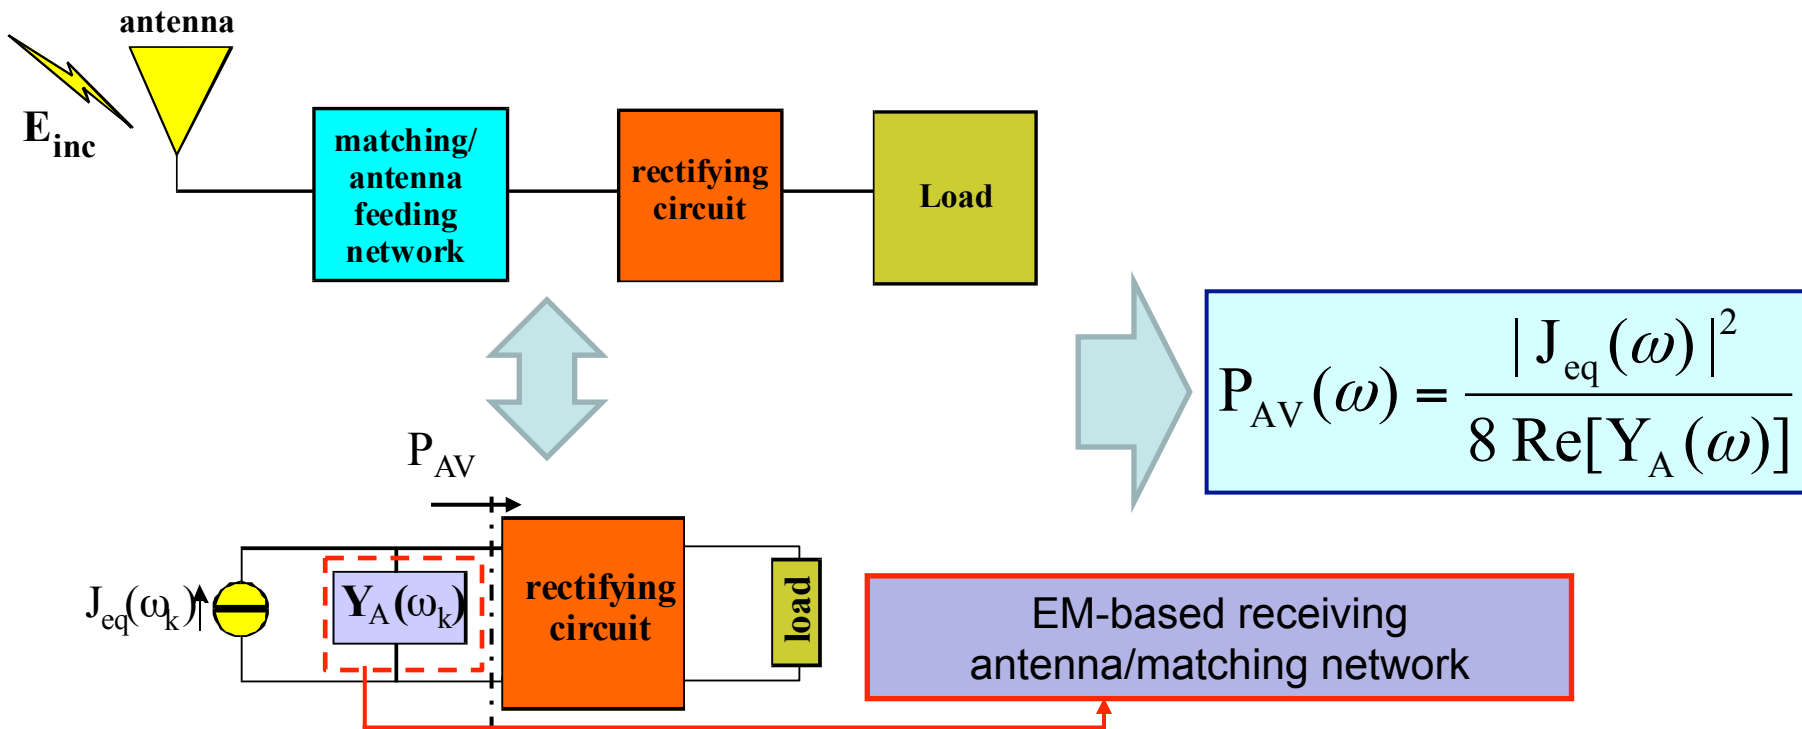 antenna
E_inc
matching/
antenna
feeding
network
rectifying
circuit
Load
P_AV(ω) = |J_eq(ω)|² / 8 Re[Y_A(ω)]
P_AV
J_eq(ω_k)
Y_A(ω_k)
rectifying
circuit
load
EM-based receiving
antenna/matching network